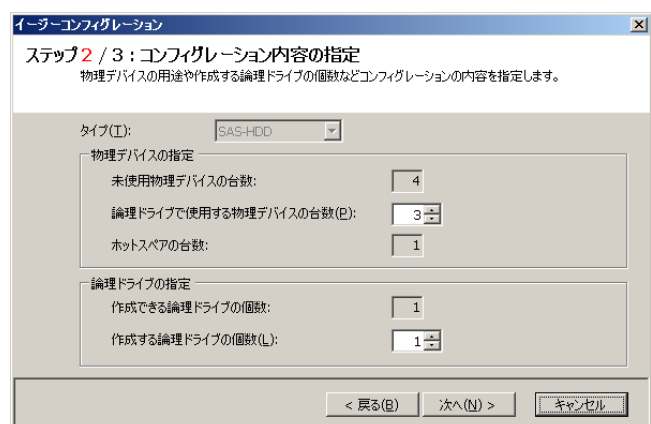 イージーコンフィグレーション
ステップ2 / 3 : コンフィグレーション内容の指定
物理デバイスの用途や作成する論理ドライブの個数などコンフィグレーションの内容を指定します。
タイプ(T): SAS-HDD
物理デバイスの指定
未使用物理デバイスの台数: 4
論理ドライブで使用する物理デバイスの台数(P): 3
ホットスペアの台数: 1
論理ドライブの指定
作成できる論理ドライブの個数: 1
作成する論理ドライブの個数(L): 1
< 戻る(B) 次へ(N) > キャンセル